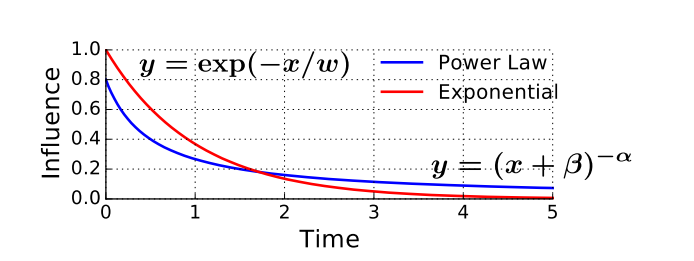 1.0
y = exp(−x/w)
Power Law
0.8
Exponential
0.6
0.4
y = (x + β)^{−α}
0.2
0.0
0 1 2 3 4 5
Influence
Time